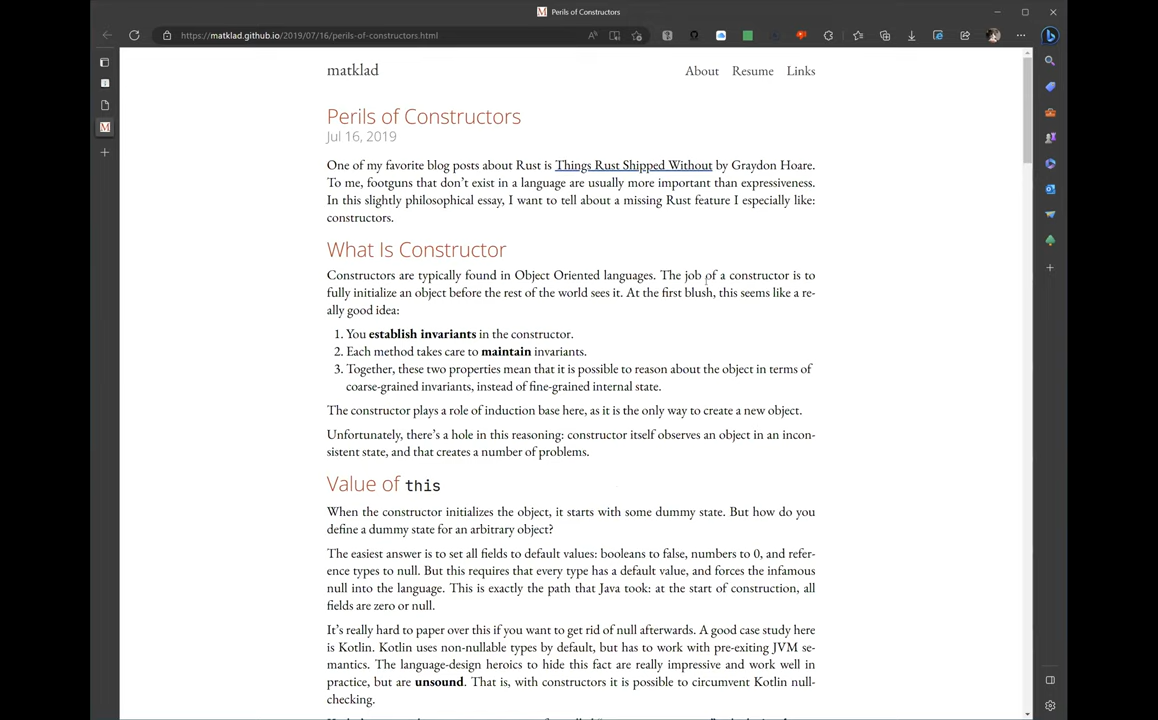 Perils of Constructors
https://matklad.github.io/2019/07/16/perils-of-constructors.html
matklad
About Resume Links
Perils of Constructors
Jul 16, 2019
One of my favorite blog posts about Rust is Things Rust Shipped Without by Graydon Hoare.
To me, footguns that don’t exist in a language are usually more important than expressiveness.
In this slightly philosophical essay, I want to tell about a missing Rust feature I especially like:
constructors.
What Is Constructor
Constructors are typically found in Object Oriented languages. The job of a constructor is to
fully initialize an object before the rest of the world sees it. At the first blush, this seems like a re-
ally good idea:
1. You establish invariants in the constructor.
2. Each method takes care to maintain invariants.
3. Together, these two properties mean that it is possible to reason about the object in terms of
coarse-grained invariants, instead of fine-grained internal state.
The constructor plays a role of induction base here, as it is the only way to create a new object.
Unfortunately, there’s a hole in this reasoning: constructor itself observes an object in an incon-
sistent state, and that creates a number of problems.
Value of this
When the constructor initializes the object, it starts with some dummy state. But how do you
define a dummy state for an arbitrary object?
The easiest answer is to set all fields to default values: booleans to false, numbers to 0, and refer-
ence types to null. But this requires that every type has a default value, and forces the infamous
null into the language. This is exactly the path that Java took: at the start of construction, all
fields are zero or null.
It’s really hard to paper over this if you want to get rid of null afterwards. A good case study here
is Kotlin. Kotlin uses non-nullable types by default, but has to work with pre-exiting JVM se-
mantics. The language-design heroics to hide this fact are really impressive and work well in
practice, but are unsound. That is, with constructors it is possible to circumvent Kotlin null-
checking.